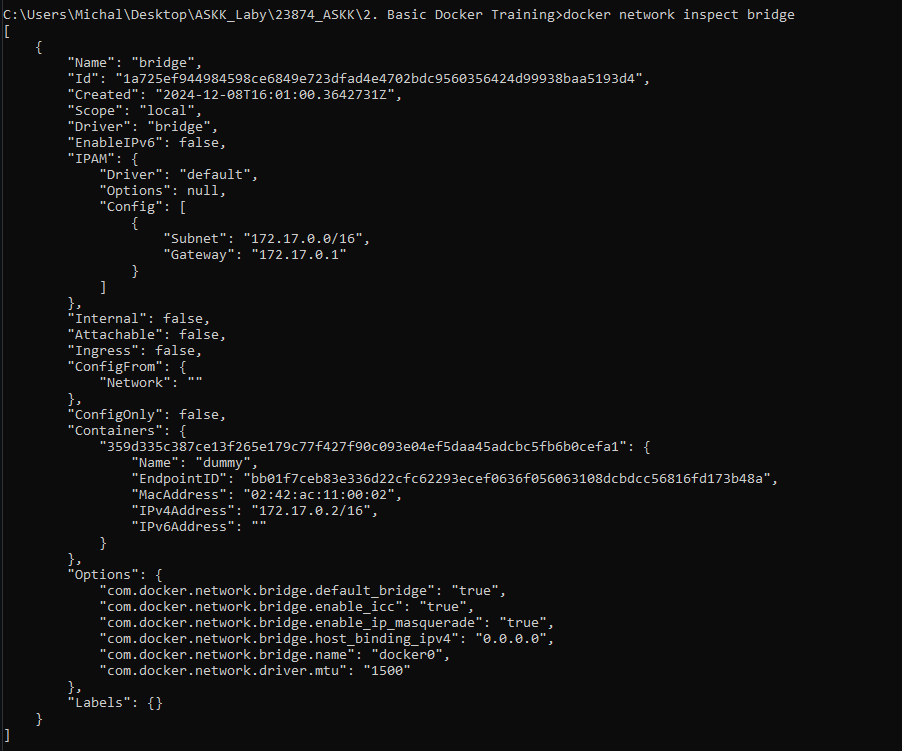 C:\Users\Michal\Desktop\ASKK_Laby\23874_ASKK\2. Basic Docker Training>docker network inspect bridge
[
    {
        "Name": "bridge",
        "Id": "1a725ef944984598ce6849e723dfad4e4702bdc9560356424d99938baa5193d4",
        "Created": "2024-12-08T16:01:00.3642731Z",
        "Scope": "local",
        "Driver": "bridge",
        "EnableIPv6": false,
        "IPAM": {
            "Driver": "default",
            "Options": null,
            "Config": [
                {
                    "Subnet": "172.17.0.0/16",
                    "Gateway": "172.17.0.1"
                }
            ]
        },
        "Internal": false,
        "Attachable": false,
        "Ingress": false,
        "ConfigFrom": {
            "Network": ""
        },
        "ConfigOnly": false,
        "Containers": {
            "359d335c387ce13f265e179c77f427f90c093e04ef5daa45adcbc5fb6b0cefa1": {
                "Name": "dummy",
                "EndpointID": "bb01f7ceb83e336d22cfc62293ecef0636f056063108dcbdcc56816fd173b48a",
                "MacAddress": "02:42:ac:11:00:02",
                "IPv4Address": "172.17.0.2/16",
                "IPv6Address": ""
            }
        },
        "Options": {
            "com.docker.network.bridge.default_bridge": "true",
            "com.docker.network.bridge.enable_icc": "true",
            "com.docker.network.bridge.enable_ip_masquerade": "true",
            "com.docker.network.bridge.host_binding_ipv4": "0.0.0.0",
            "com.docker.network.bridge.name": "docker0",
            "com.docker.network.driver.mtu": "1500"
        },
        "Labels": {}
    }
]